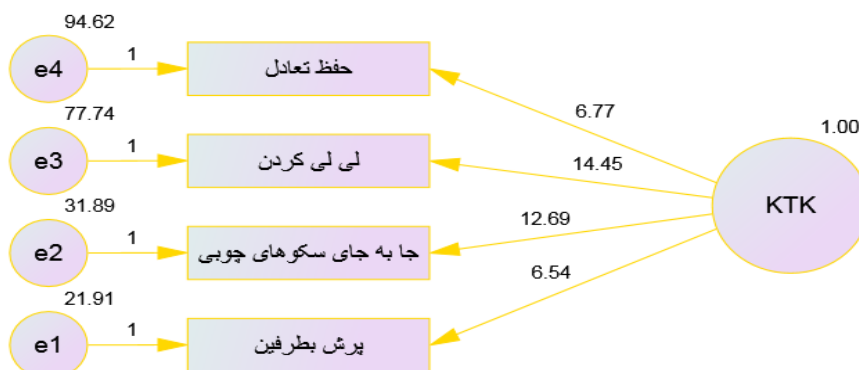 94.62
e4
1
حفظ تعادل
6.77
77.74
e3
1
لی لی کردن
14.45
1.00
KTK
31.89
e2
1
جا به جای سکوهای چوبی
12.69
21.91
e1
1
پرش بطرفین
6.54